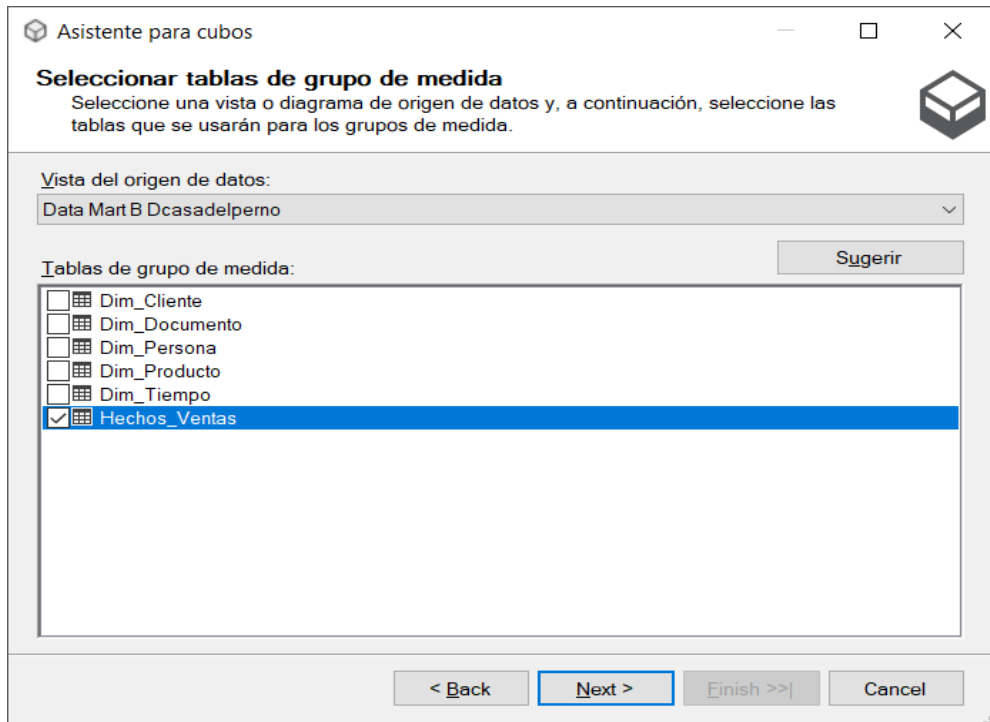 Asistente para cubos
Seleccionar tablas de grupo de medida
Seleccione una vista o diagrama de origen de datos y, a continuación, seleccione las
tablas que se usarán para los grupos de medida.
Vista del origen de datos:
Data Mart B Dcasadelperno
Sugerir
Tablas de grupo de medida:
Dim_Cliente
Dim_Documento
Dim_Persona
Dim_Producto
Dim_Tiempo
Hechos_Ventas
< Back
Next >
Finish >>|
Cancel